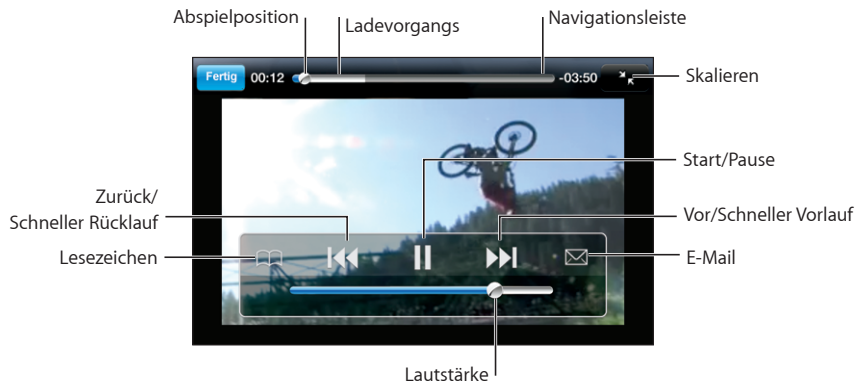 Abspielposition
Ladevorgangs
Navigationsleiste
Fertig 00:12 -03:50
Skalieren
Start/Pause
Zurück/
Schneller Rücklauf
Vor/Schneller Vorlauf
Lesezeichen
E-Mail
Lautstärke